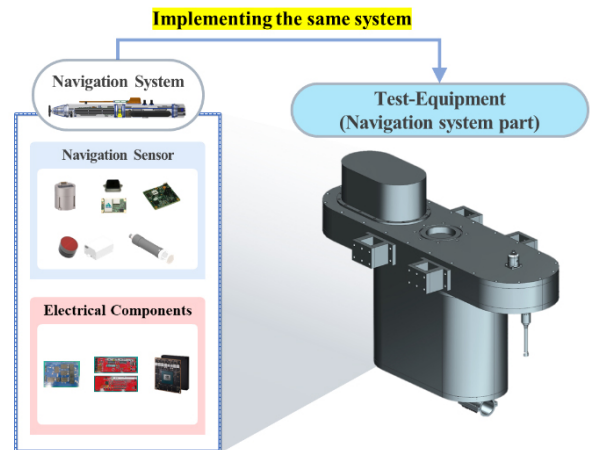 Implementing the same system
Navigation System
Test-Equipment
(Navigation system part)
Navigation Sensor
Electrical Components